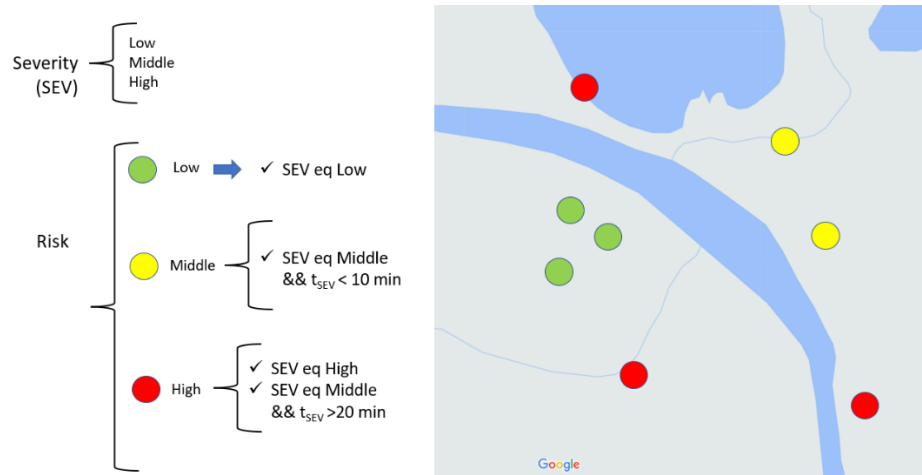 Severity
(SEV)
Low
Middle
High
Risk
Low
✓ SEV eq Low
Middle
✓ SEV eq Middle
&& tSEV < 10 min
High
✓ SEV eq High
✓ SEV eq Middle
&& tSEV >20 min
Google